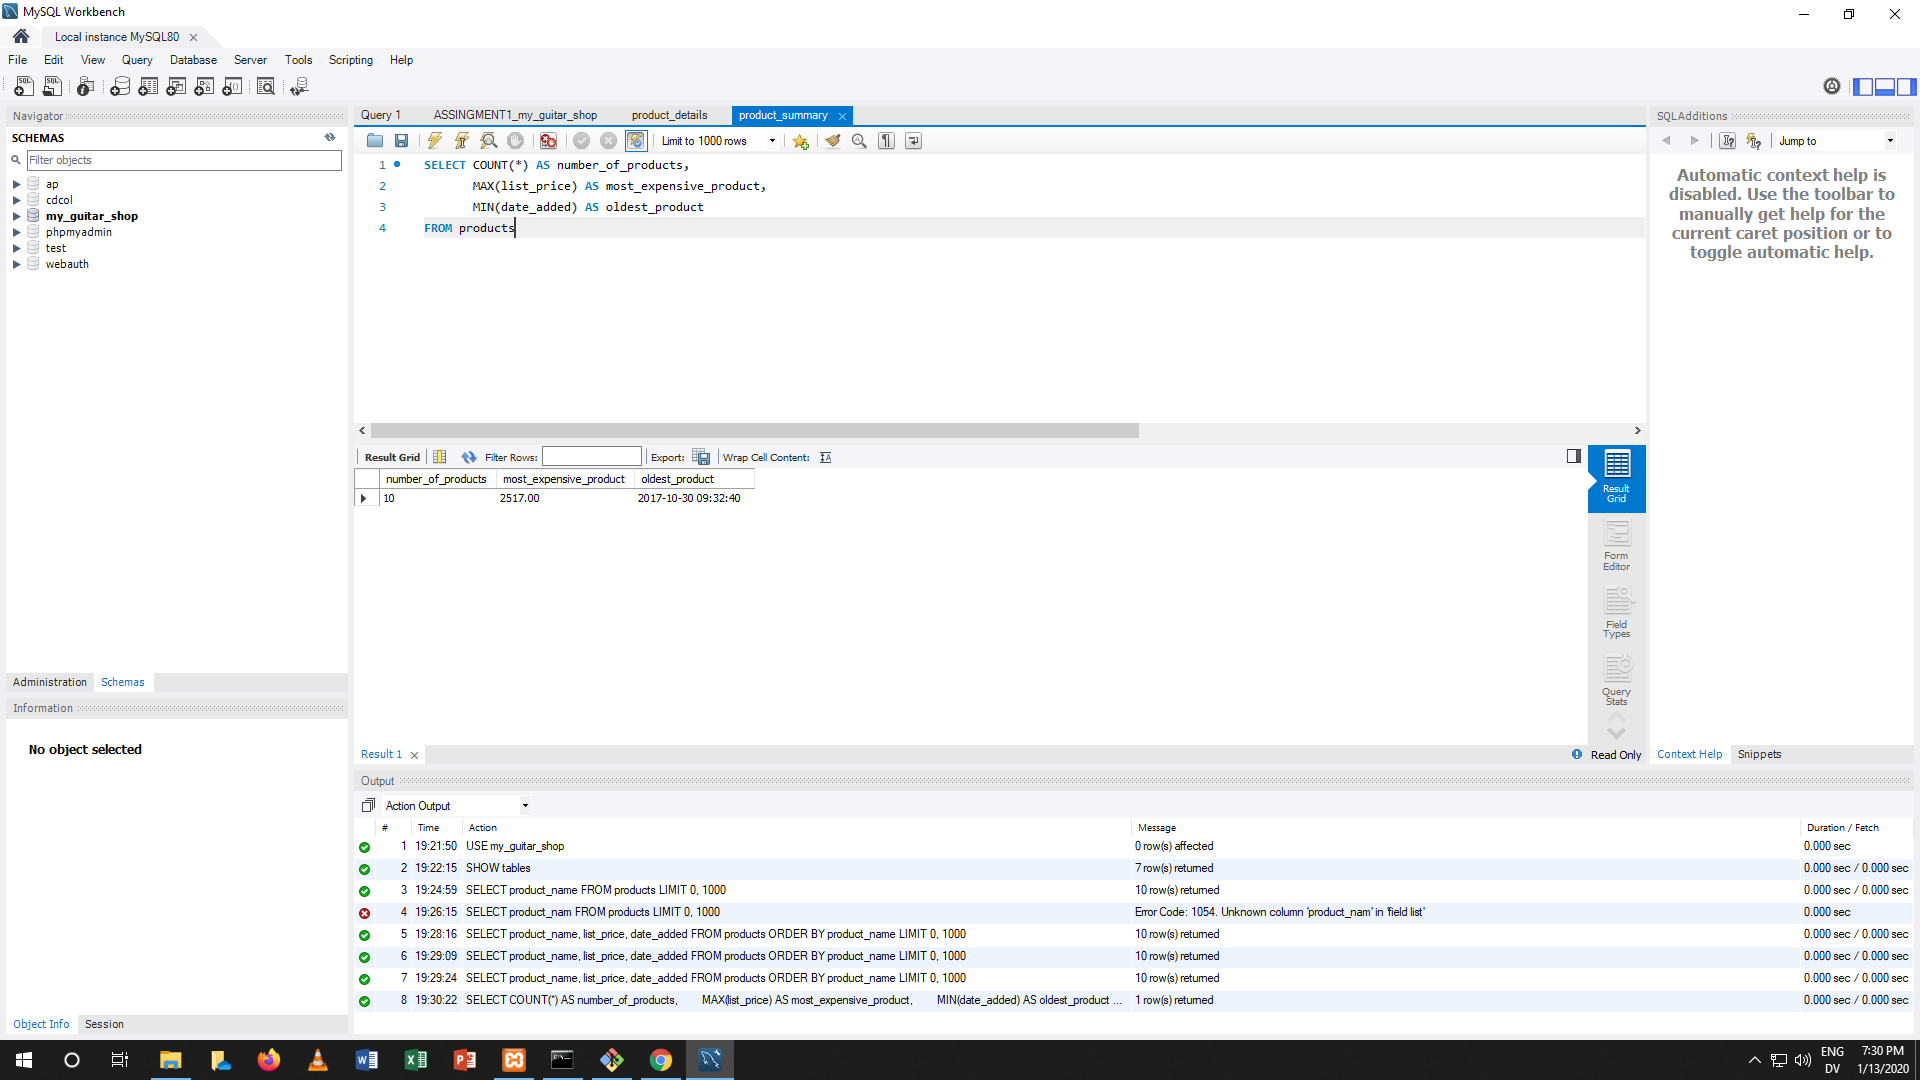 MySQL Workbench
Local instance MySQL80
File Edit View Query Database Server Tools Scripting Help
Navigator
SCHEMAS
Filter objects
ap
cdcol
my_guitar_shop
phpmyadmin
test
webauth
Administration Schemas
Information
No object selected
Object Info Session
Query 1 ASSINGMENT1_my_guitar_shop product_details product_summary
Limit to 1000 rows
1 SELECT COUNT(*) AS number_of_products,
2 MAX(list_price) AS most_expensive_product,
3 MIN(date_added) AS oldest_product
4 FROM products
Result Grid Filter Rows: Export: Wrap Cell Content:
number_of_products most_expensive_product oldest_product
10 2517.00 2017-10-30 09:32:40
Result Grid
Form Editor
Field Types
Query Stats
Result 1
Read Only
SQLAdditions
Jump to
Automatic context help is
disabled. Use the toolbar to
manually get help for the
current caret position or to
toggle automatic help.
Context Help Snippets
Output
Action Output
# Time Action Message Duration / Fetch
1 19:21:50 USE my_guitar_shop 0 row(s) affected 0.000 sec
2 19:22:15 SHOW tables 7 row(s) returned 0.000 sec / 0.000 sec
3 19:24:59 SELECT product_name FROM products LIMIT 0, 1000 10 row(s) returned 0.000 sec / 0.000 sec
4 19:26:15 SELECT product_nam FROM products LIMIT 0, 1000 Error Code: 1054. Unknown column 'product_nam' in 'field list' 0.000 sec
5 19:28:16 SELECT product_name, list_price, date_added FROM products ORDER BY product_name LIMIT 0, 1000 10 row(s) returned 0.000 sec / 0.000 sec
6 19:29:09 SELECT product_name, list_price, date_added FROM products ORDER BY product_name LIMIT 0, 1000 10 row(s) returned 0.000 sec / 0.000 sec
7 19:29:24 SELECT product_name, list_price, date_added FROM products ORDER BY product_name LIMIT 0, 1000 10 row(s) returned 0.000 sec / 0.000 sec
8 19:30:22 SELECT COUNT(*) AS number_of_products, MAX(list_price) AS most_expensive_product, MIN(date_added) AS oldest_product ... 1 row(s) returned 0.000 sec / 0.000 sec
ENG 7:30 PM
DV 1/13/2020